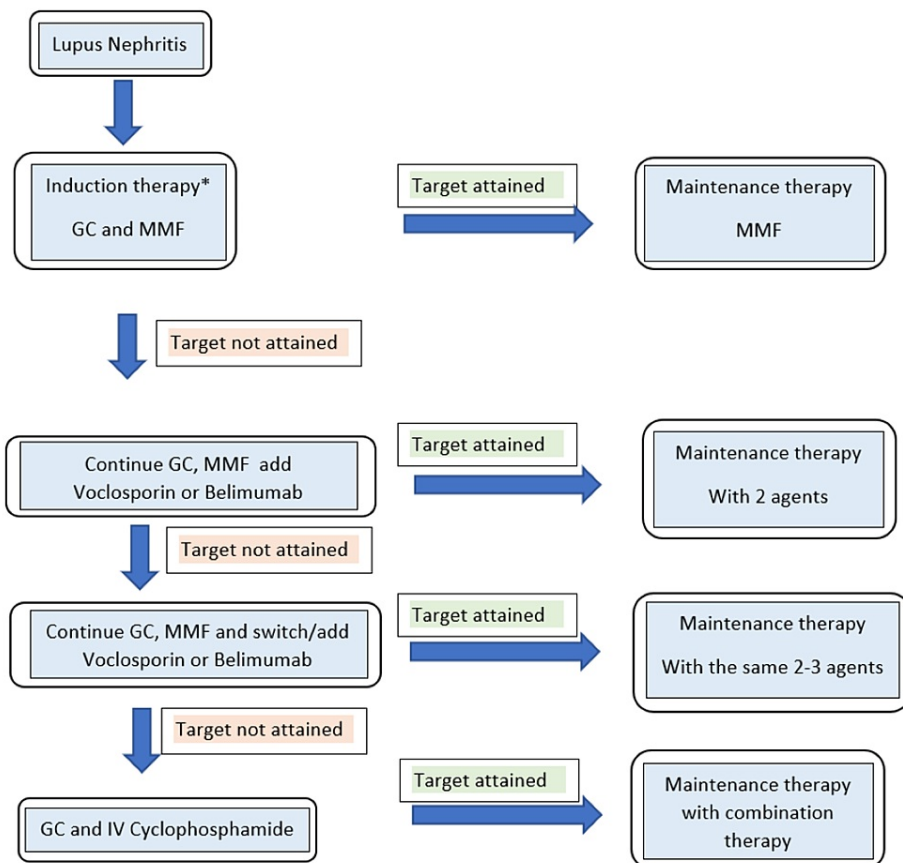 Lupus Nephritis
Induction therapy*
GC and MMF
Target attained
Maintenance therapy
MMF
Target not attained
Continue GC, MMF add
Voclosporin or Belimumab
Target attained
Maintenance therapy
With 2 agents
Target not attained
Continue GC, MMF and switch/add
Voclosporin or Belimumab
Target attained
Maintenance therapy
With the same 2-3 agents
Target not attained
GC and IV Cyclophosphamide
Target attained
Maintenance therapy
with combination
therapy